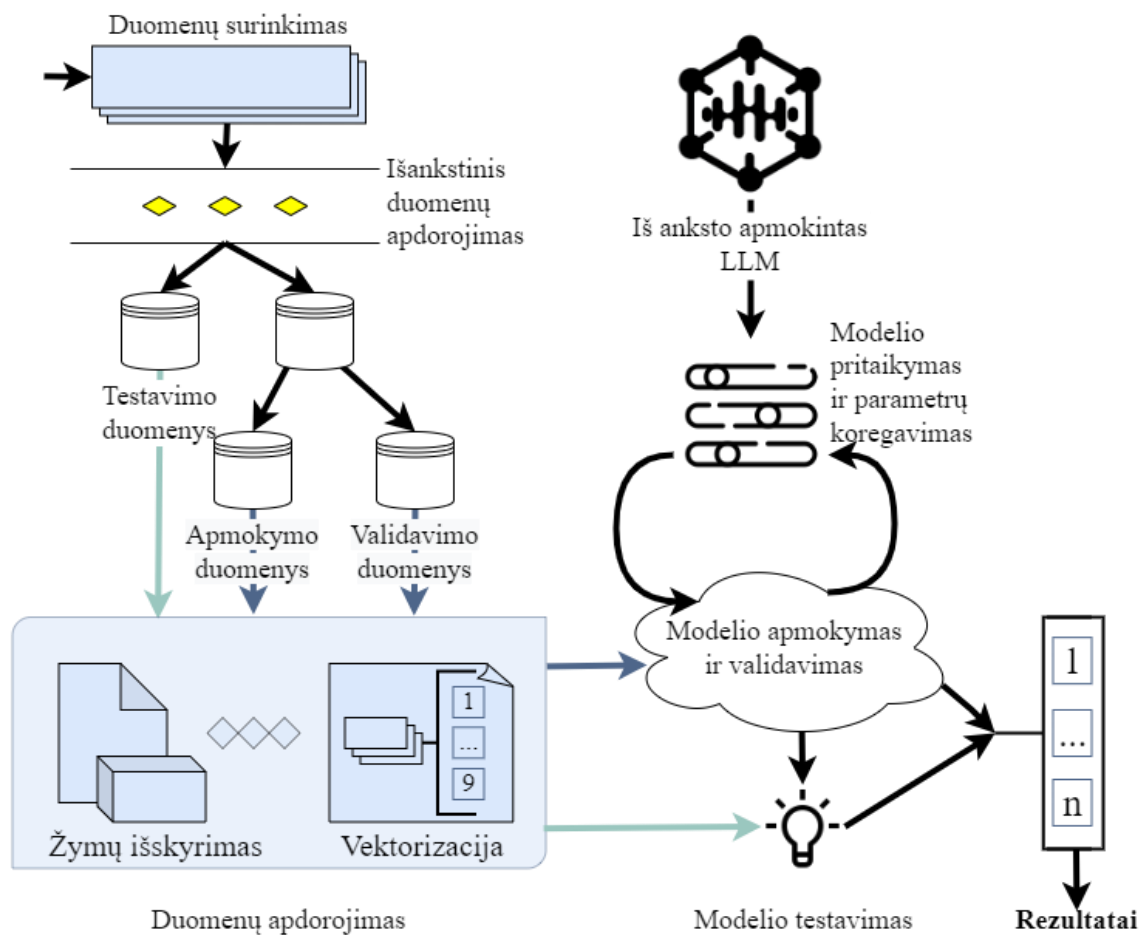 Duomenų surinkimas
Išankstinis
duomenų
apdorojimas
Iš anksto apmokintas
LLM
Modelio
pritaikymas
ir parametrų
koregavimas
Testavimo
duomenys
Apmokymo
duomenys
Validavimo
duomenys
Modelio apmokymas
ir validavimas
1
...
9
1
...
n
Žymų išskyrimas
Vektorizacija
Duomenų apdorojimas
Modelio testavimas
Rezultatai